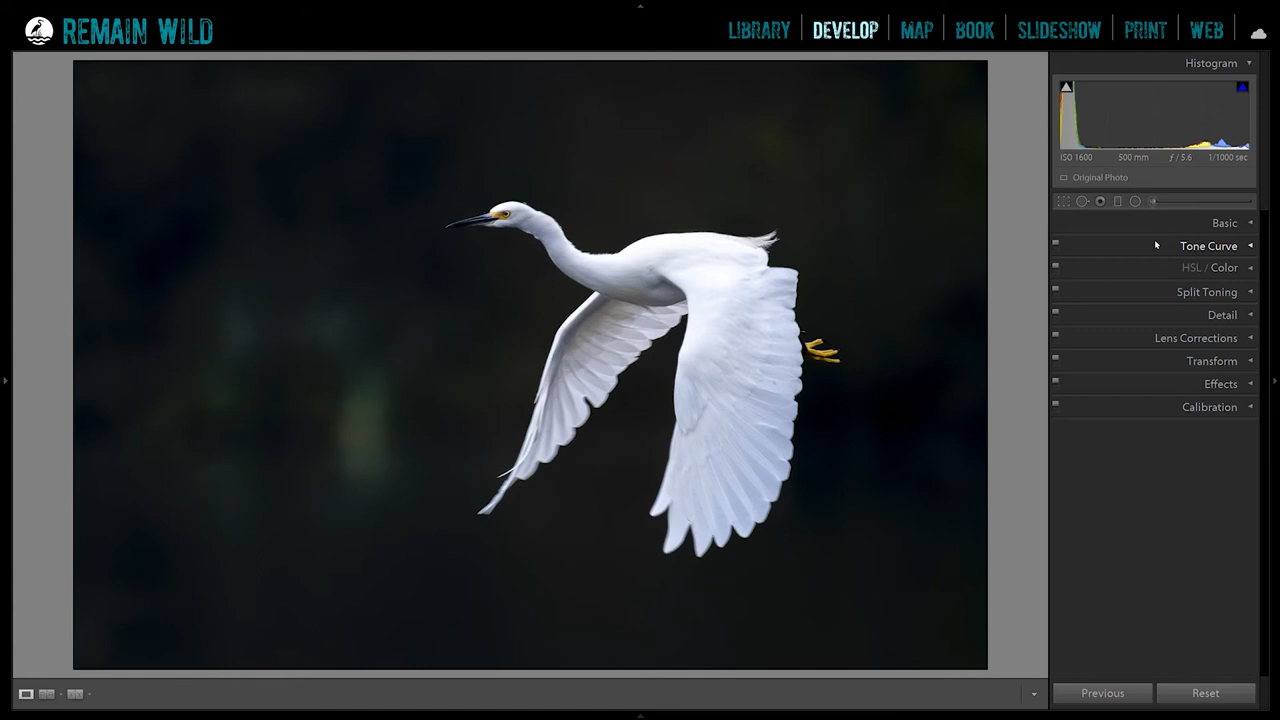 REMAIN WILD
LIBRARY DEVELOP MAP BOOK SLIDESHOW PRINT WEB
Histogram
ISO 1600 500 mm ƒ / 5.6 1/1000 sec
Original Photo
Basic
Tone Curve
HSL / Color
Split Toning
Detail
Lens Corrections
Transform
Effects
Calibration
Previous Reset